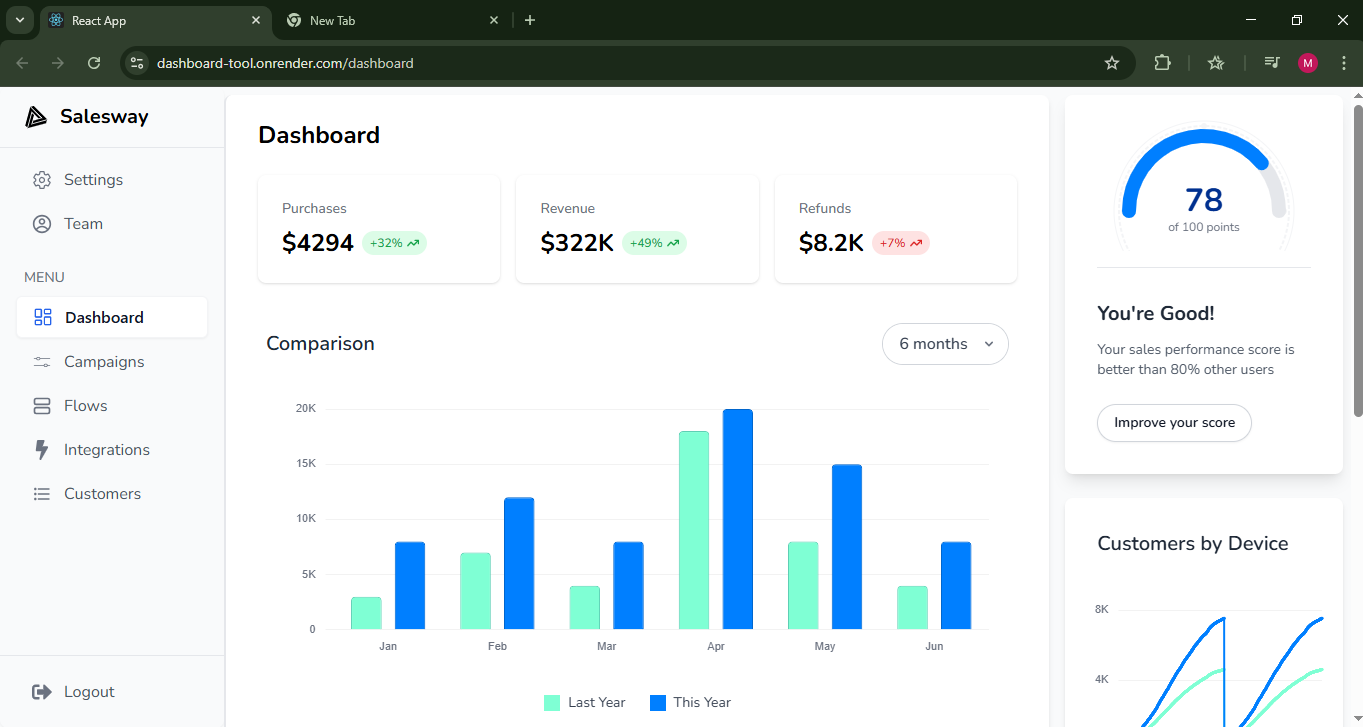 React App
New Tab
dashboard-tool.onrender.com/dashboard
M
Salesway
Settings
Team
MENU
Dashboard
Campaigns
Flows
Integrations
Customers
Logout
Dashboard
Purchases
$4294 +32%
Revenue
$322K +49%
Refunds
$8.2K +7%
Comparison
6 months
20K
15K
10K
5K
0
Jan Feb Mar Apr May Jun
Last Year This Year
78
of 100 points
You're Good!
Your sales performance score is
better than 80% other users
Improve your score
Customers by Device
8K
4K